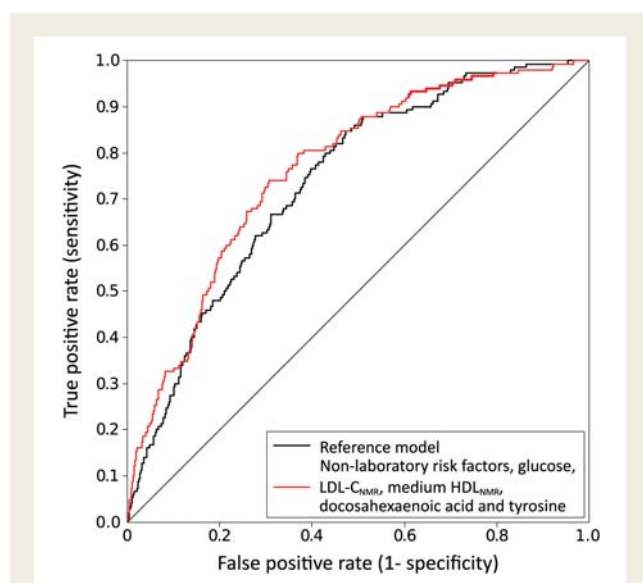 1.0
0.9
0.8
0.7
0.6
0.5
0.4
0.3
0.2
0.1
0.0
True positive rate (sensitivity)
Reference model
Non-laboratory risk factors, glucose,
LDL-CNMR, medium HDLNMR,
docosahexaenoic acid and tyrosine
0 0.2 0.4 0.6 0.8 1.0
False positive rate (1- specificity)